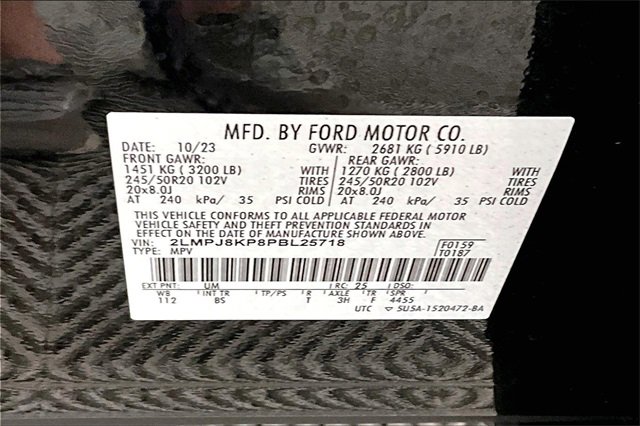 MFD. BY FORD MOTOR CO.
DATE: 10/23 GVWR: 2681 KG ( 5910 LB)
FRONT GAWR: REAR GAWR:
1451 KG ( 3200 LB) WITH 1270 KG ( 2800 LB) WITH
245/50R20 102V TIRES 245/50R20 102V TIRES
20x8.0J RIMS 20x8.0J RIMS
AT 240 kPa/ 35 PSI COLD AT 240 kPa/ 35 PSI COLD
THIS VEHICLE CONFORMS TO ALL APPLICABLE FEDERAL MOTOR
VEHICLE SAFETY AND THEFT PREVENTION STANDARDS IN
EFFECT ON THE DATE OF MANUFACTURE SHOWN ABOVE.
VIN: 2LMPJ8KP8PBL25718 F0159
TYPE: MPV T0187
EXT PNT: UM RC: 25 DSO:
WB INT TR TP/PS R AXLE TR SPR
112 BS T 3H F 4455
UTC ▽ 5U5A-1520472-BA